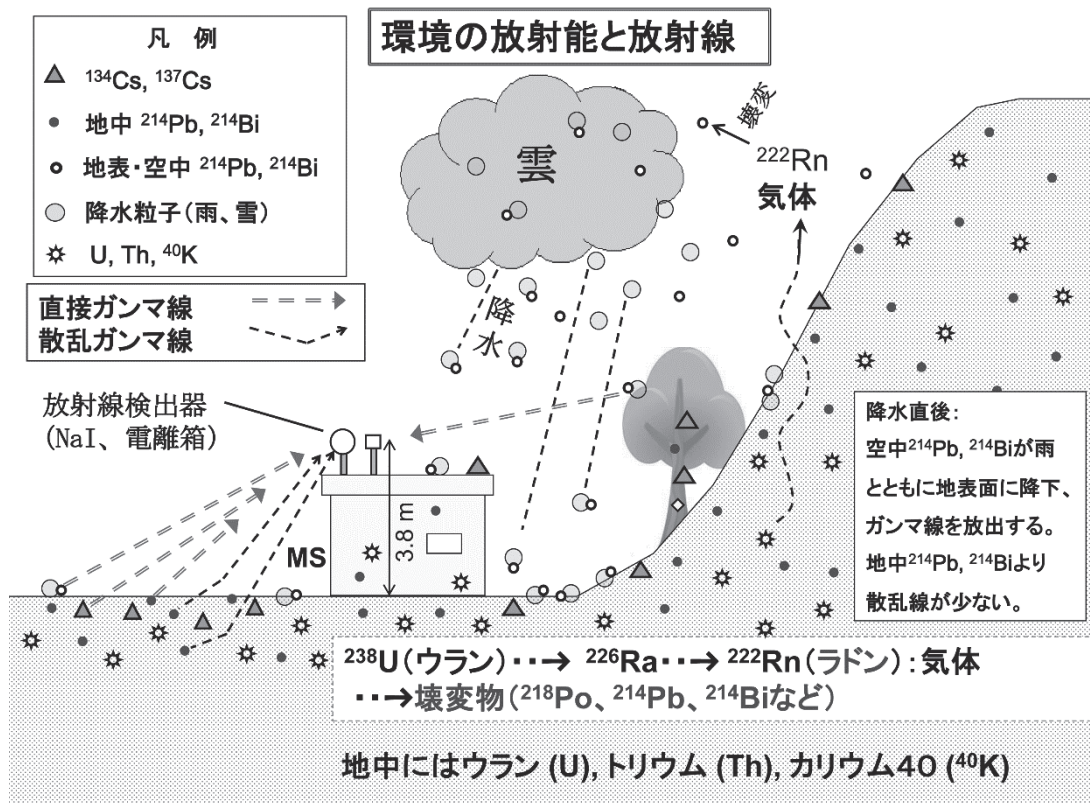 環境の放射能と放射線
凡 例
¹³⁴Cs, ¹³⁷Cs
地中 ²¹⁴Pb, ²¹⁴Bi
地表・空中 ²¹⁴Pb, ²¹⁴Bi
降水粒子(雨、雪)
U, Th, ⁴⁰K
直接ガンマ線
散乱ガンマ線
雲
壊変
²²²Rn
気体
降水
放射線検出器
(NaI、電離箱)
3.8 m
MS
降水直後:
空中²¹⁴Pb, ²¹⁴Biが雨
とともに地表面に降下、
ガンマ線を放出する。
地中²¹⁴Pb, ²¹⁴Biより
散乱線が少ない。
²³⁸U(ウラン)‥→ ²²⁶Ra‥→ ²²²Rn(ラドン):気体
‥→壊変物(²¹⁸Po、²¹⁴Pb、²¹⁴Biなど)
地中にはウラン (U), トリウム (Th), カリウム40 (⁴⁰K)